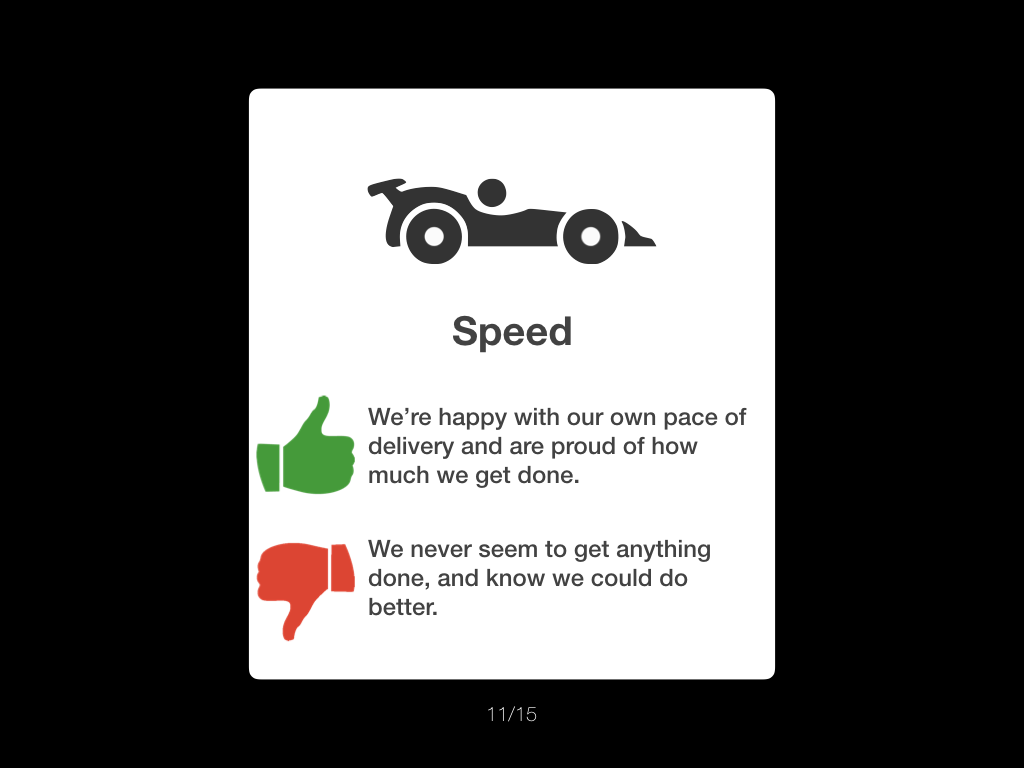 Speed
We’re happy with our own pace of
delivery and are proud of how
much we get done.
We never seem to get anything
done, and know we could do
better.
11/15